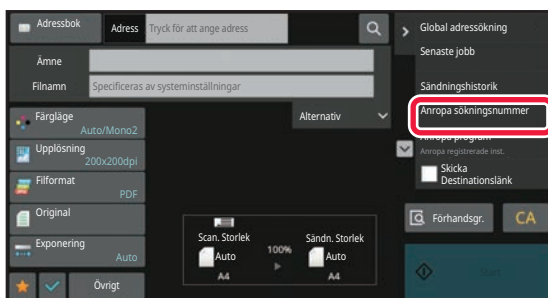 Adressbok
Adress
Tryck för att ange adress
Ämne
Filnamn
Specificeras av systeminställningar
Färgläge
Auto/Mono2
Upplösning
200x200dpi
Filformat
PDF
Original
Exponering
Auto
Övrigt
Alternativ
Scan. Storlek
Auto
A4
100%
Sändn. Storlek
Auto
A4
Global adressökning
Senaste jobb
Sändningshistorik
Anropa sökningsnummer
Anropa program
Anropa registrerade inst.
Skicka
Destinationslänk
Förhandsgr.
CA
Start